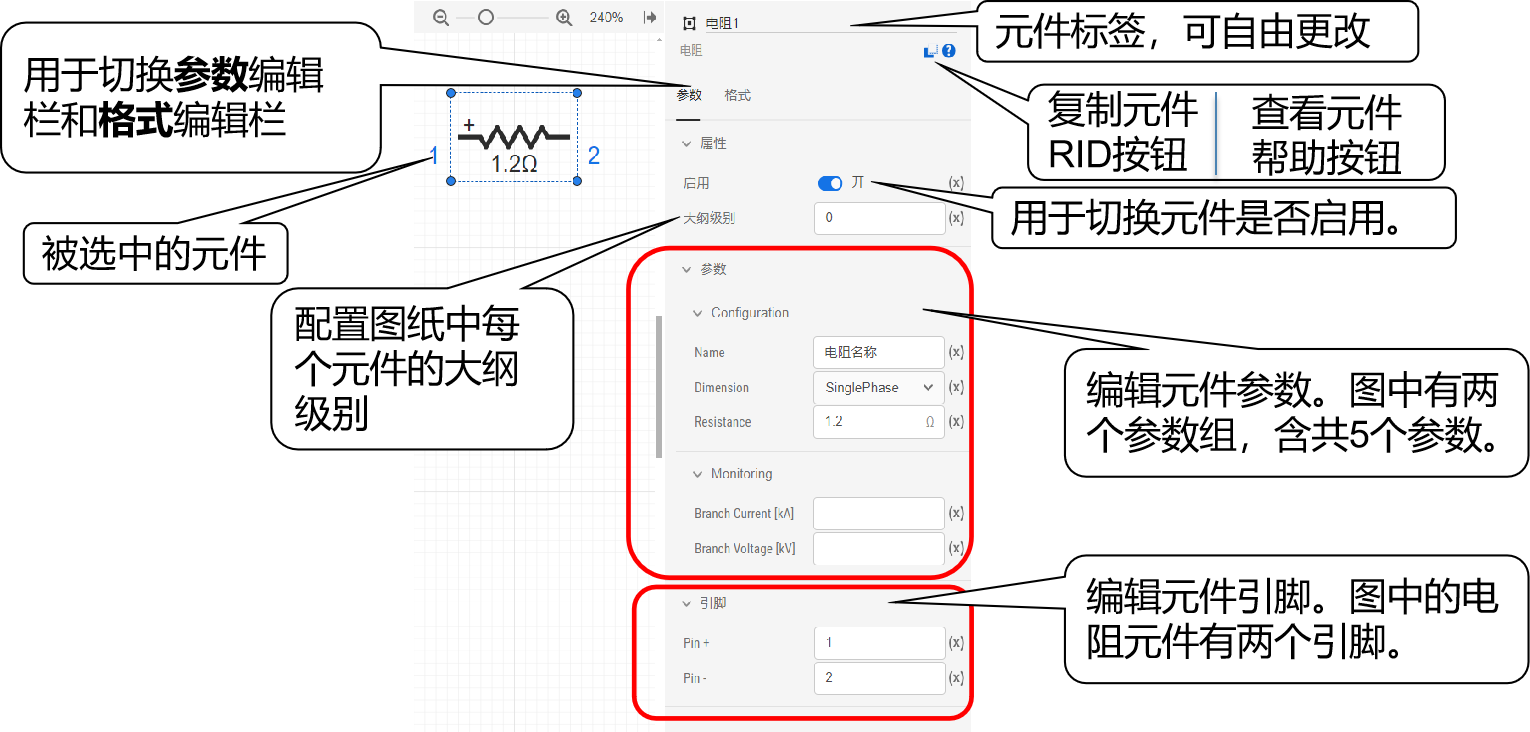 240%
用于切换参数编辑
栏和格式编辑栏
+
1
2
1.2Ω
被选中的元件
配置图纸中每
个元件的大纲
级别
电阻1
电阻
?
参数 格式
属性
启用 开 (x)
大纲级别 0 (x)
参数
Configuration
Name 电阻名称 (x)
Dimension SinglePhase (x)
Resistance 1.2 Ω (x)
Monitoring
Branch Current [kA] (x)
Branch Voltage [kV] (x)
引脚
Pin + 1 (x)
Pin - 2 (x)
元件标签，可自由更改
复制元件
RID按钮
查看元件
帮助按钮
用于切换元件是否启用。
编辑元件参数。图中有两
个参数组，含共5个参数。
编辑元件引脚。图中的电
阻元件有两个引脚。